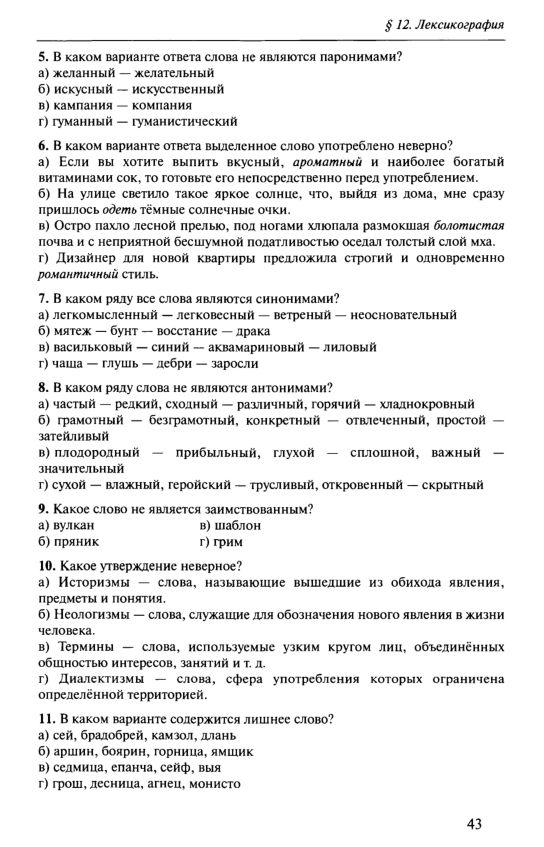 § 12. Лексикография
5. В каком варианте ответа слова не являются паронимами?
а) желанный — желательный
б) искусный — искусственный
в) кампания — компания
г) гуманный — гуманистический
6. В каком варианте ответа выделенное слово употреблено неверно?
а) Если вы хотите выпить вкусный, ароматный и наиболее богатый
витаминами сок, то готовьте его непосредственно перед употреблением.
б) На улице светило такое яркое солнце, что, выйдя из дома, мне сразу
пришлось одеть тёмные солнечные очки.
в) Остро пахло лесной прелью, под ногами хлюпала размокшая болотистая
почва и с неприятной бесшумной податливостью оседал толстый слой мха.
г) Дизайнер для новой квартиры предложила строгий и одновременно
романтичный стиль.
7. В каком ряду все слова являются синонимами?
а) легкомысленный — легковесный — ветреный — неосновательный
б) мятеж — бунт — восстание — драка
в) васильковый — синий — аквамариновый — лиловый
г) чаща — глушь — дебри — заросли
8. В каком ряду слова не являются антонимами?
а) частый — редкий, сходный — различный, горячий — хладнокровный
б) грамотный — безграмотный, конкретный — отвлеченный, простой —
затейливый
в) плодородный — прибыльный, глухой — сплошной, важный —
значительный
г) сухой — влажный, геройский — трусливый, откровенный — скрытный
9. Какое слово не является заимствованным?
а) вулкан в) шаблон
б) пряник г) грим
10. Какое утверждение неверное?
а) Историзмы — слова, называющие вышедшие из обихода явления,
предметы и понятия.
б) Неологизмы — слова, служащие для обозначения нового явления в жизни
человека.
в) Термины — слова, используемые узким кругом лиц, объединённых
общностью интересов, занятий и т. д.
г) Диалектизмы — слова, сфера употребления которых ограничена
определённой территорией.
11. В каком варианте содержится лишнее слово?
а) сей, брадобрей, камзол, длань
б) аршин, боярин, горница, ямщик
в) седмица, епанча, сейф, выя
г) грош, десница, агнец, монисто
43